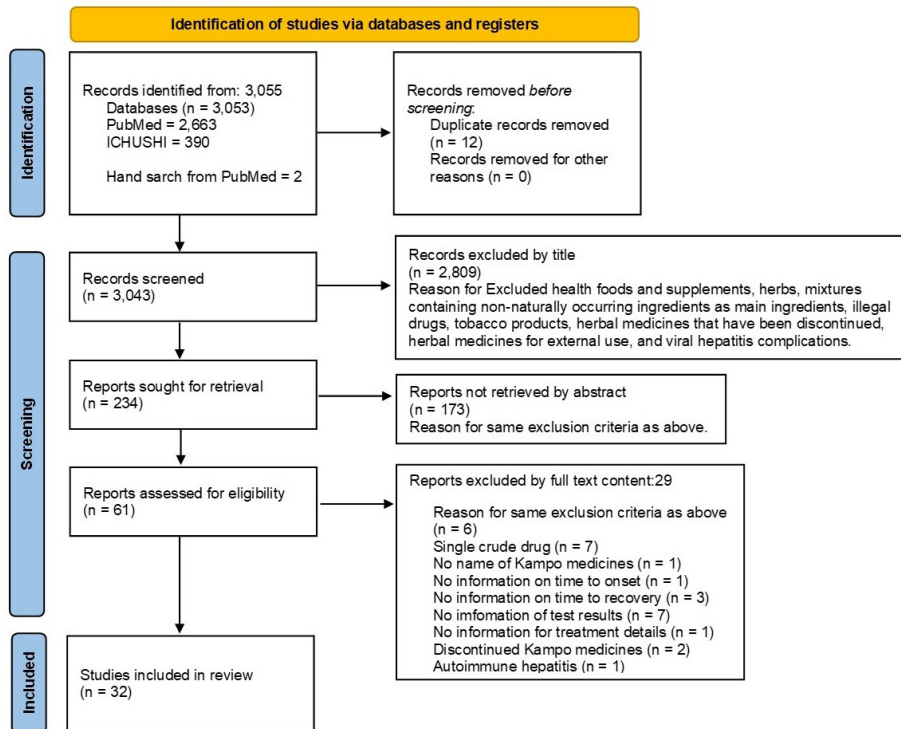 Identification of studies via databases and registers
Identification
Records identified from: 3,055
Databases (n = 3,053)
PubMed = 2,663
ICHUSHI = 390
Hand sarch from PubMed = 2
Records removed before
screening:
Duplicate records removed
(n = 12)
Records removed for other
reasons (n = 0)
Screening
Records screened
(n = 3,043)
Records excluded by title
(n = 2,809)
Reason for Excluded health foods and supplements, herbs, mixtures
containing non-naturally occurring ingredients as main ingredients, illegal
drugs, tobacco products, herbal medicines that have been discontinued,
herbal medicines for external use, and viral hepatitis complications.
Reports sought for retrieval
(n = 234)
Reports not retrieved by abstract
(n = 173)
Reason for same exclusion criteria as above.
Reports assessed for eligibility
(n = 61)
Reports excluded by full text content:29
Reason for same exclusion criteria as above
(n = 6)
Single crude drug (n = 7)
No name of Kampo medicines (n = 1)
No information on time to onset (n = 1)
No information on time to recovery (n = 3)
No imfomation of test results (n = 7)
No information for treatment details (n = 1)
Discontinued Kampo medicines (n = 2)
Autoimmune hepatitis (n = 1)
Included
Studies included in review
(n = 32)